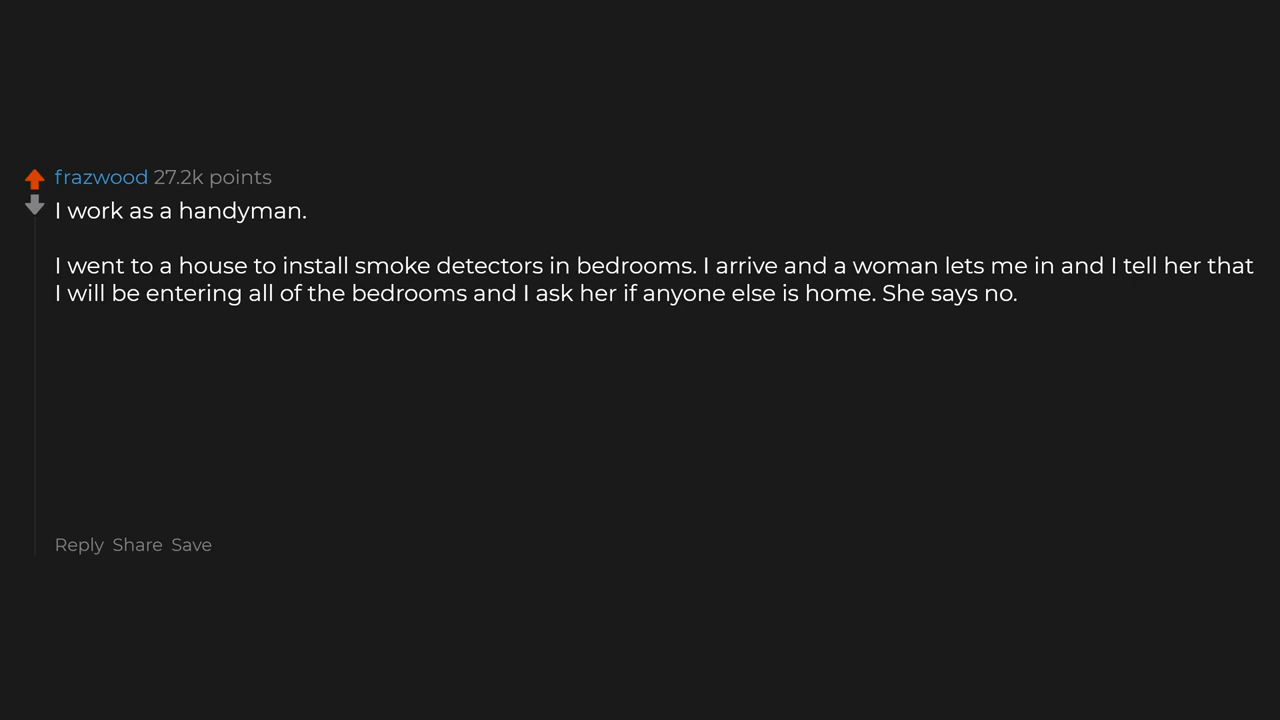 frazwood 27.2k points
I work as a handyman.
I went to a house to install smoke detectors in bedrooms. I arrive and a woman lets me in and I tell her that
I will be entering all of the bedrooms and I ask her if anyone else is home. She says no.
Reply Share Save